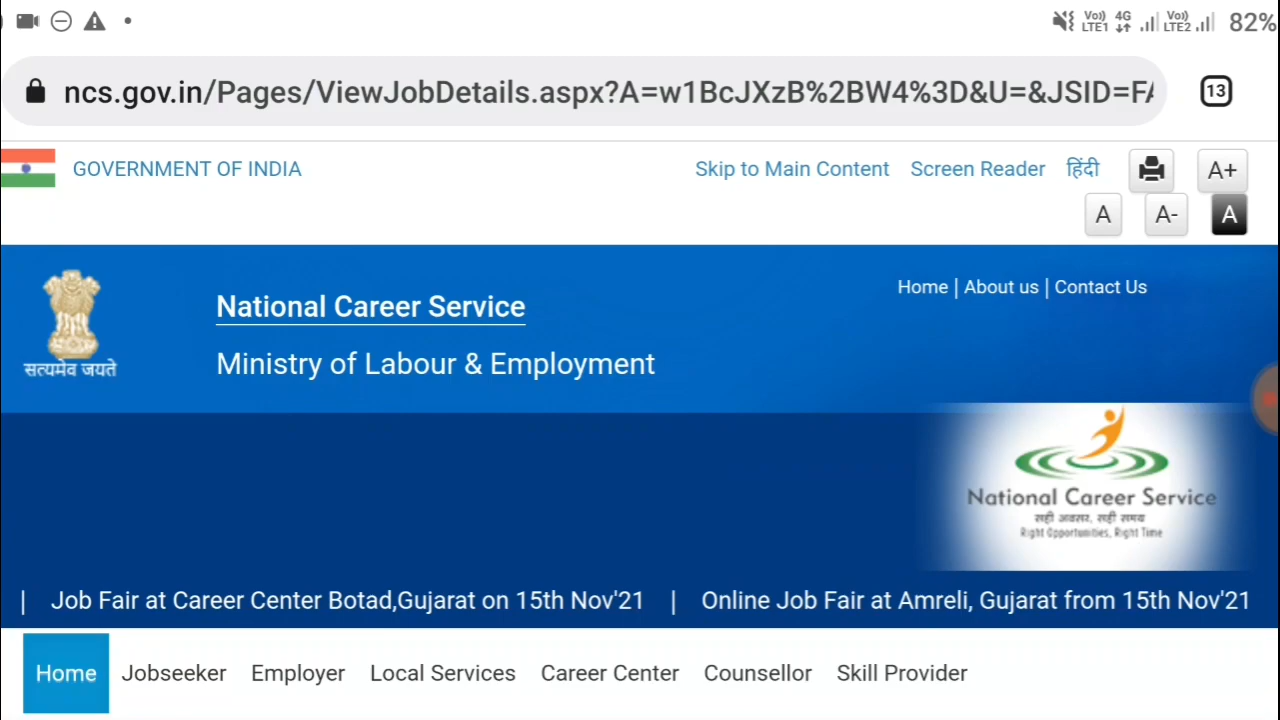 Vo)) 4G Vo))
LTE1 LTE2 82%
ncs.gov.in/Pages/ViewJobDetails.aspx?A=w1BcJXzB%2BW4%3D&U=&JSID=FA
13
GOVERNMENT OF INDIA Skip to Main Content Screen Reader हिंदी A+
A A- A
Home | About us | Contact Us
National Career Service
Ministry of Labour & Employment
सत्यमेव जयते
National Career Service
सही अवसर, सही समय
Right Opportunities, Right Time
| Job Fair at Career Center Botad,Gujarat on 15th Nov'21 | Online Job Fair at Amreli, Gujarat from 15th Nov'21
Home Jobseeker Employer Local Services Career Center Counsellor Skill Provider